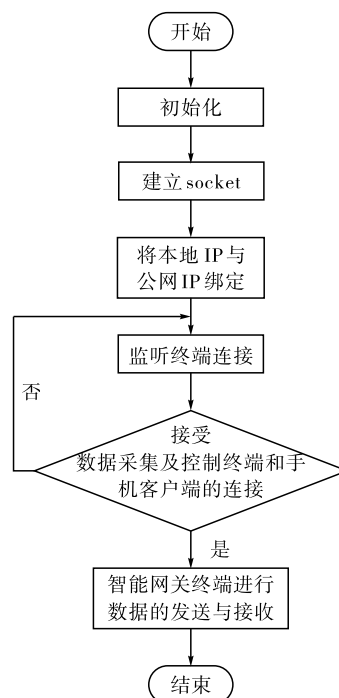 开始
初始化
建立socket
将本地IP与
公网IP绑定
监听终端连接
否
接受
数据采集及控制终端和手
机客户端的连接
是
智能网关终端进行
数据的发送与接收
结束